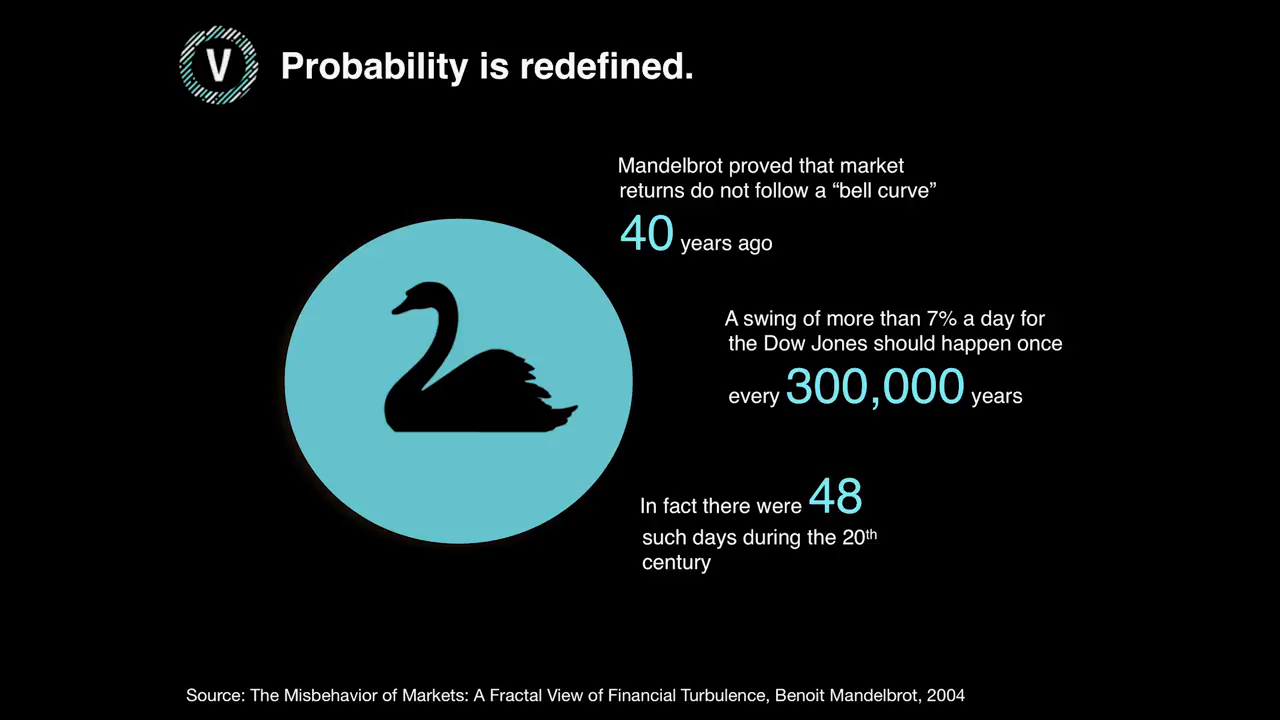 V
Probability is redefined.
Mandelbrot proved that market
returns do not follow a “bell curve”
40 years ago
A swing of more than 7% a day for
the Dow Jones should happen once
every 300,000 years
In fact there were 48
such days during the 20th
century
Source: The Misbehavior of Markets: A Fractal View of Financial Turbulence, Benoit Mandelbrot, 2004